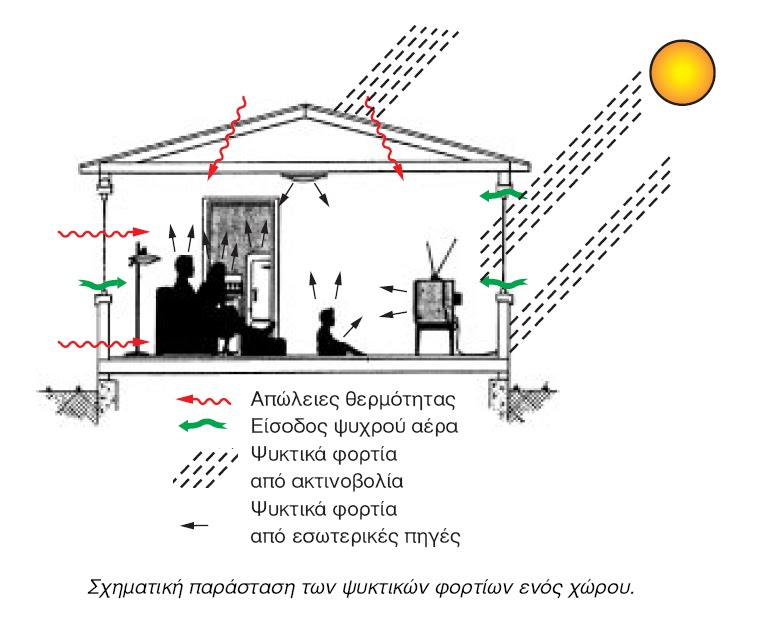 Απώλειες θερμότητας
Είσοδος ψυχρού αέρα
Ψυκτικά φορτία
από ακτινοβολία
Ψυκτικά φορτία
από εσωτερικές πηγές
Σχηματική παράσταση των ψυκτικών φορτίων ενός χώρου.